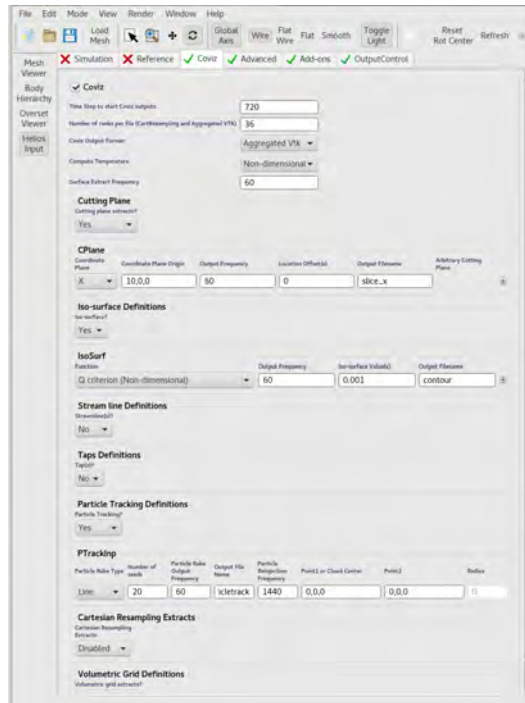 File Edit Mode View Render Window Help
Load Mesh Global Axis Wire Flat Wire Flat Smooth Toggle Light Reset Rot Center Refresh
Mesh Viewer
Body Hierarchy
Overset Viewer
Helios Input
Simulation Reference Coviz Advanced Add-ons OutputControl
Coviz
Time Step to start Coviz outputs 720
Number of ranks per file (CartResampling and Aggregated VTK) 36
Coviz Output Format Aggregated Vtk
Compute Temperature Non-dimensional
Surface Extract Frequency 60
Cutting Plane
Cutting plane extracts?
Yes
CPlane
Coordinate Plane Coordinate Plane Origin Output Frequency Location Offset(s) Output Filename Arbitrary Cutting Plane
X 10,0,0 60 0 slice_x
Iso-surface Definitions
Iso-surface?
Yes
IsoSurf
Function Output Frequency Iso-surface Value(s) Output Filename
Q criterion (Non-dimensional) 60 0.001 contour
Stream line Definitions
Streamline(s)?
No
Taps Definitions
Tap(s)?
No
Particle Tracking Definitions
Particle Tracking?
Yes
PTrackInp
Particle Rake Type Number of seeds Particle Rake Output Frequency Output File Name Particle Reinjection Frequency Point1 or Cloud Center Point2 Radius
Line 20 60 icletrack 1440 0,0,0 0,0,0
Cartesian Resampling Extracts
Cartesian Resampling Extracts
Disabled
Volumetric Grid Definitions
Volumetric grid extracts?